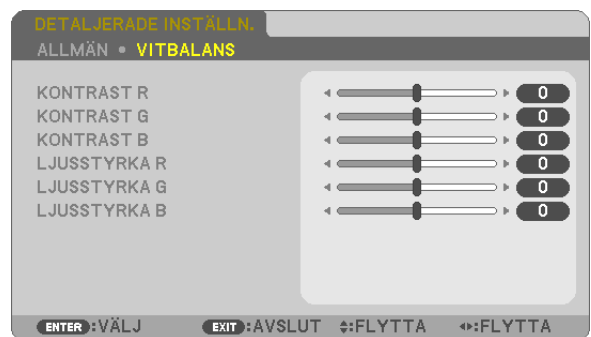 DETALJERADE INSTÄLLN.
ALLMÄN • VITBALANS
KONTRAST R 0
KONTRAST G 0
KONTRAST B 0
LJUSSTYRKA R 0
LJUSSTYRKA G 0
LJUSSTYRKA B 0
ENTER :VÄLJ EXIT :AVSLUT :FLYTTA :FLYTTA